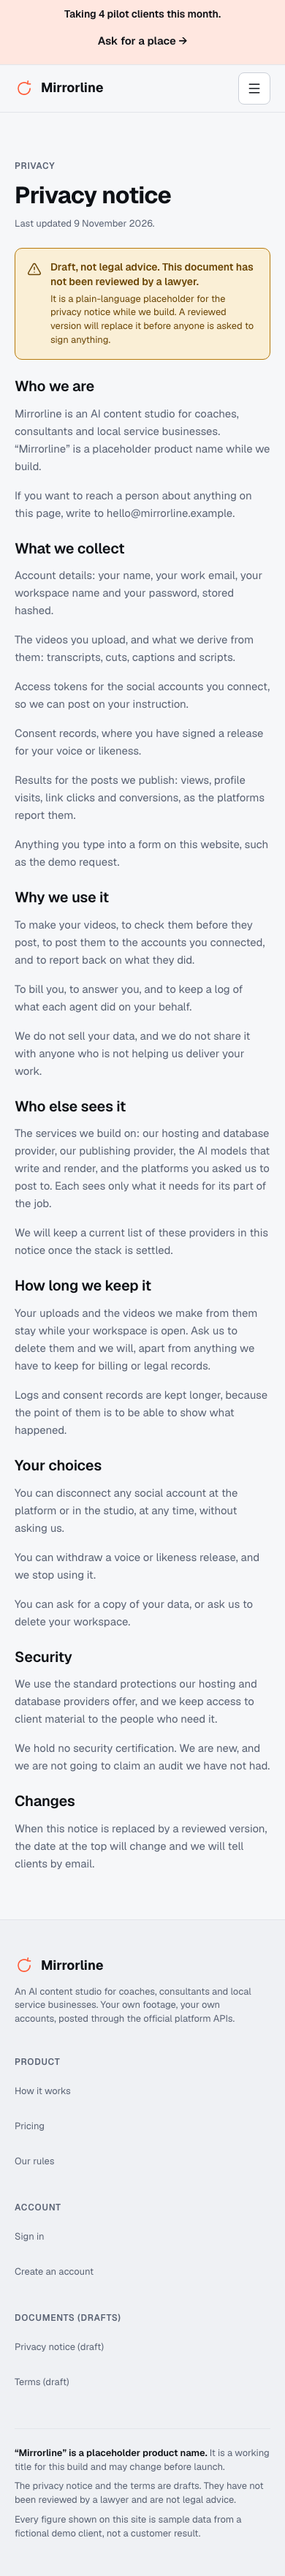 Taking 4 pilot clients this month.
Ask for a place →
Mirrorline
PRIVACY
Privacy notice
Last updated 9 November 2026.
Draft, not legal advice. This document has
not been reviewed by a lawyer.
It is a plain-language placeholder for the
privacy notice while we build. A reviewed
version will replace it before anyone is asked to
sign anything.
Who we are
Mirrorline is an AI content studio for coaches,
consultants and local service businesses.
“Mirrorline” is a placeholder product name while we
build.
If you want to reach a person about anything on
this page, write to hello@mirrorline.example.
What we collect
Account details: your name, your work email, your
workspace name and your password, stored
hashed.
The videos you upload, and what we derive from
them: transcripts, cuts, captions and scripts.
Access tokens for the social accounts you connect,
so we can post on your instruction.
Consent records, where you have signed a release
for your voice or likeness.
Results for the posts we publish: views, profile
visits, link clicks and conversions, as the platforms
report them.
Anything you type into a form on this website, such
as the demo request.
Why we use it
To make your videos, to check them before they
post, to post them to the accounts you connected,
and to report back on what they did.
To bill you, to answer you, and to keep a log of
what each agent did on your behalf.
We do not sell your data, and we do not share it
with anyone who is not helping us deliver your
work.
Who else sees it
The services we build on: our hosting and database
provider, our publishing provider, the AI models that
write and render, and the platforms you asked us to
post to. Each sees only what it needs for its part of
the job.
We will keep a current list of these providers in this
notice once the stack is settled.
How long we keep it
Your uploads and the videos we make from them
stay while your workspace is open. Ask us to
delete them and we will, apart from anything we
have to keep for billing or legal records.
Logs and consent records are kept longer, because
the point of them is to be able to show what
happened.
Your choices
You can disconnect any social account at the
platform or in the studio, at any time, without
asking us.
You can withdraw a voice or likeness release, and
we stop using it.
You can ask for a copy of your data, or ask us to
delete your workspace.
Security
We use the standard protections our hosting and
database providers offer, and we keep access to
client material to the people who need it.
We hold no security certification. We are new, and
we are not going to claim an audit we have not had.
Changes
When this notice is replaced by a reviewed version,
the date at the top will change and we will tell
clients by email.
Mirrorline
An AI content studio for coaches, consultants and local
service businesses. Your own footage, your own
accounts, posted through the official platform APIs.
PRODUCT
How it works
Pricing
Our rules
ACCOUNT
Sign in
Create an account
DOCUMENTS (DRAFTS)
Privacy notice (draft)
Terms (draft)
“Mirrorline” is a placeholder product name. It is a working
title for this build and may change before launch.
The privacy notice and the terms are drafts. They have not
been reviewed by a lawyer and are not legal advice.
Every figure shown on this site is sample data from a
fictional demo client, not a customer result.